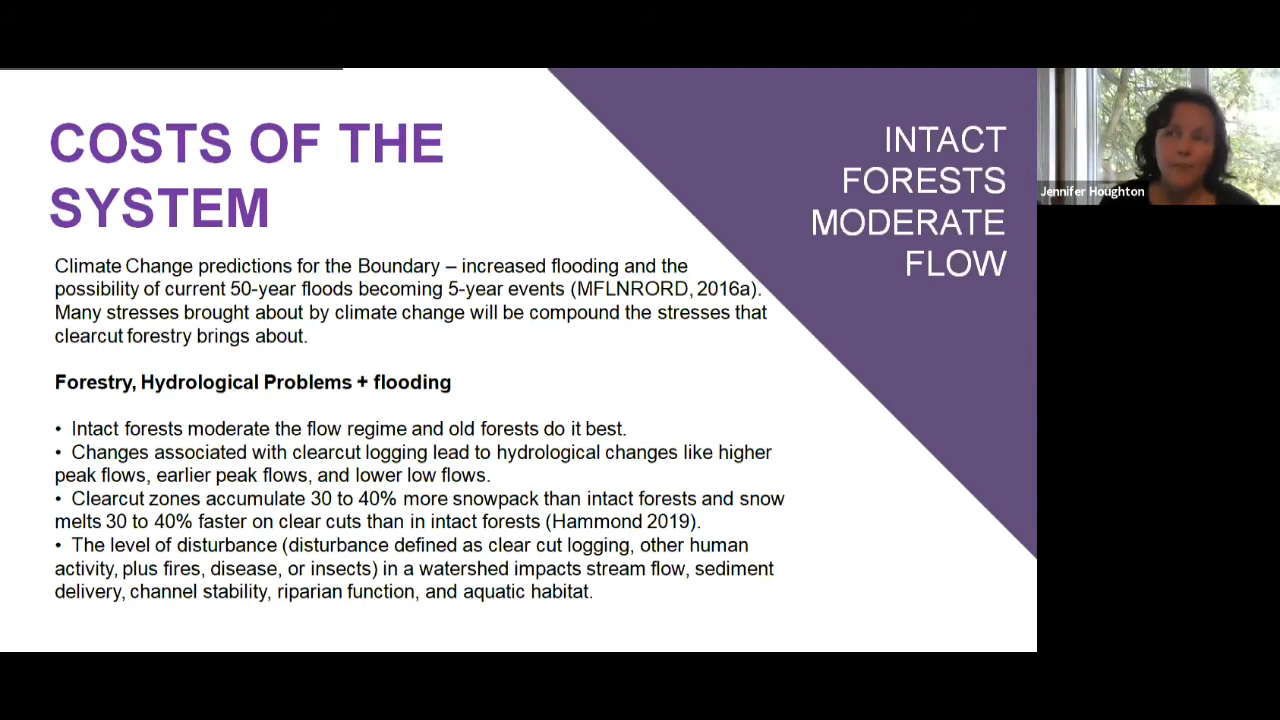 COSTS OF THE
SYSTEM
INTACT
FORESTS
MODERATE
FLOW
Jennifer Houghton
Climate Change predictions for the Boundary – increased flooding and the
possibility of current 50-year floods becoming 5-year events (MFLNRORD, 2016a).
Many stresses brought about by climate change will be compound the stresses that
clearcut forestry brings about.
Forestry, Hydrological Problems + flooding
• Intact forests moderate the flow regime and old forests do it best.
• Changes associated with clearcut logging lead to hydrological changes like higher
peak flows, earlier peak flows, and lower low flows.
• Clearcut zones accumulate 30 to 40% more snowpack than intact forests and snow
melts 30 to 40% faster on clear cuts than in intact forests (Hammond 2019).
• The level of disturbance (disturbance defined as clear cut logging, other human
activity, plus fires, disease, or insects) in a watershed impacts stream flow, sediment
delivery, channel stability, riparian function, and aquatic habitat.